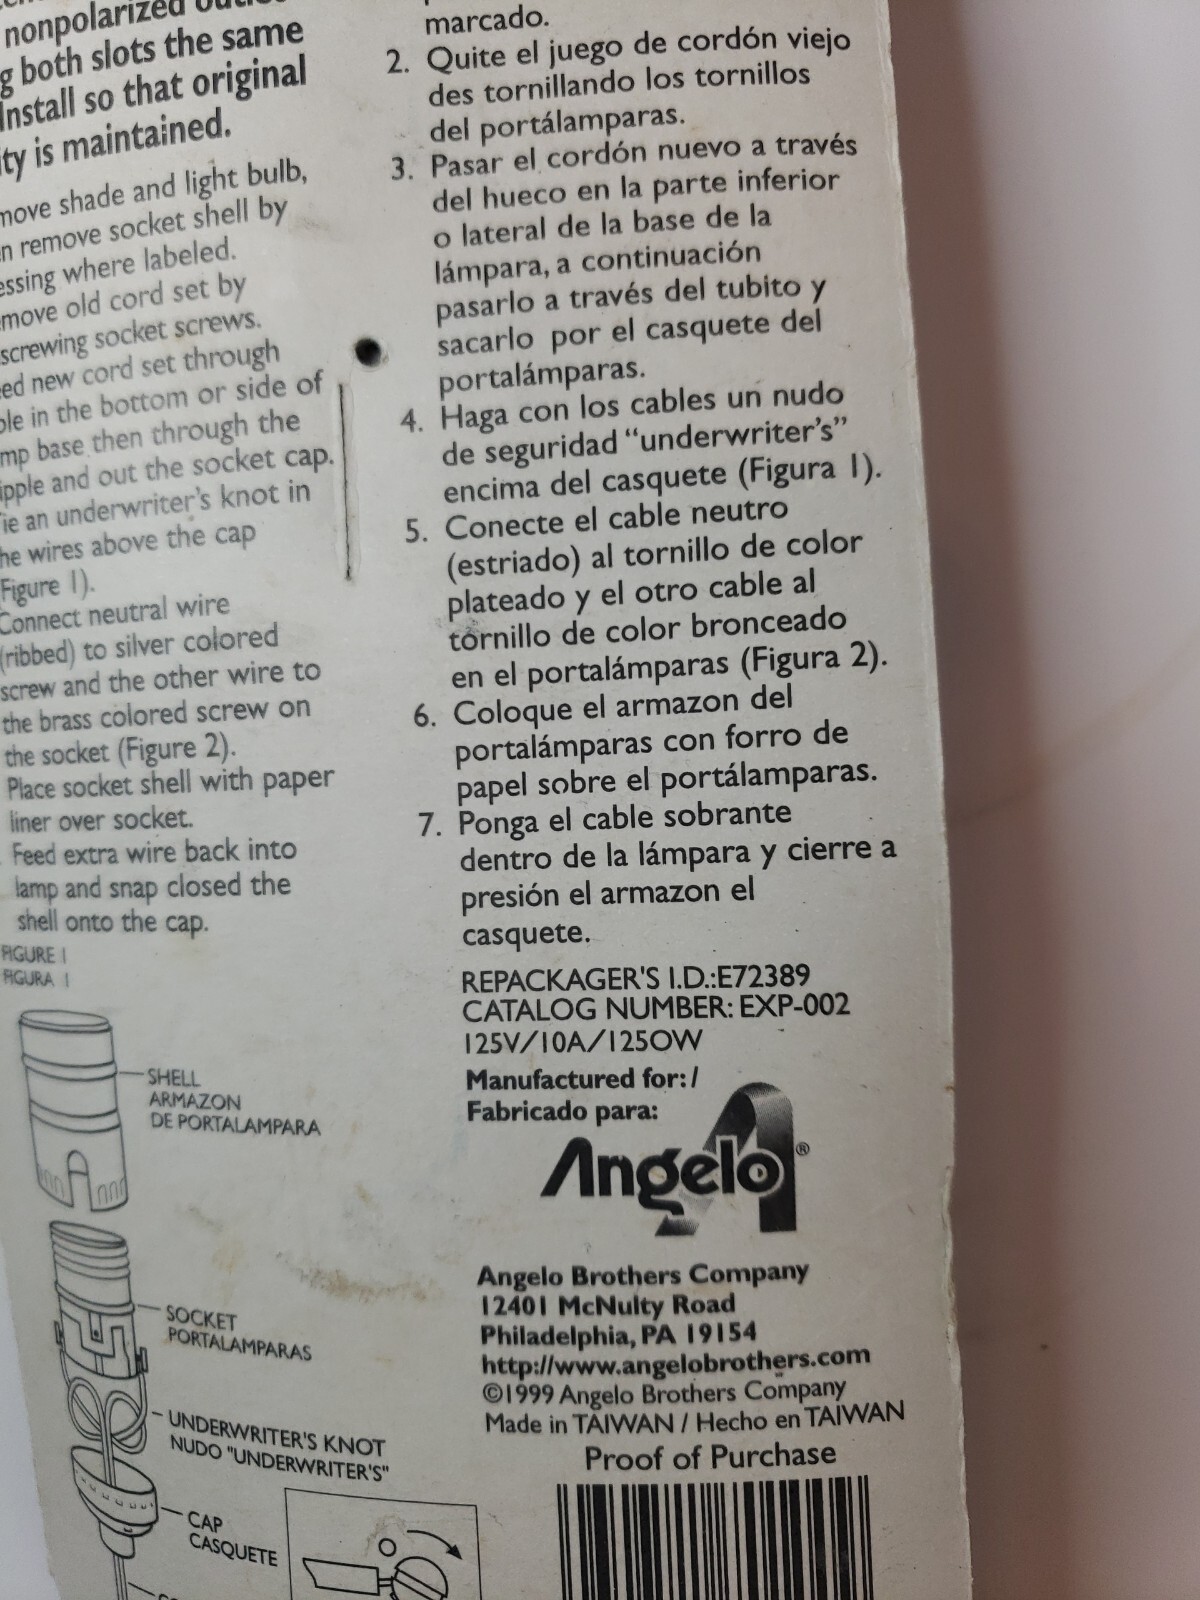 nonpolarized
both slots the same
Install so that original
is maintained.
shade and light bulb,
remove socket shell by
where labeled.
old cord set by
socket screws.
new cord set through
in the bottom or side of
base then through the
and out the socket cap.
an underwriter's knot in
wires above the cap
Figure 1).
Connect neutral wire
(ribbed) to silver colored
screw and the other wire to
the brass colored screw on
the socket (Figure 2).
Place socket shell with paper
liner over socket.
Feed extra wire back into
lamp and snap closed the
shell onto the cap.
FIGURE 1
FIGURA 1
SHELL
ARMAZON
DE PORTALAMPARA
SOCKET
PORTALAMPARAS
UNDERWRITER'S KNOT
NUDO "UNDERWRITER'S"
CAP
CASQUETE
marcado.
2. Quite el juego de cordón viejo
des tornillando los tornillos
del portálamparas.
3. Pasar el cordón nuevo a través
del hueco en la parte inferior
o lateral de la base de la
lámpara, a continuación
pasarlo a través del tubito y
sacarlo por el casquete del
portalámparas.
4. Haga con los cables un nudo
de seguridad "underwriter's"
encima del casquete (Figura 1).
5. Conecte el cable neutro
(estriado) al tornillo de color
plateado y el otro cable al
tornillo de color bronceado
en el portalámparas (Figura 2).
6. Coloque el armazon del
portalámparas con forro de
papel sobre el portálamparas.
7. Ponga el cable sobrante
dentro de la lámpara y cierre a
presión el armazon el
casquete.
REPACKAGER'S I.D.:E72389
CATALOG NUMBER: EXP-002
125V/10A/1250W
Manufactured for:/
Fabricado para:
Angelo®
Angelo Brothers Company
12401 McNulty Road
Philadelphia, PA 19154
http://www.angelobrothers.com
©1999 Angelo Brothers Company
Made in TAIWAN / Hecho en TAIWAN
Proof of Purchase